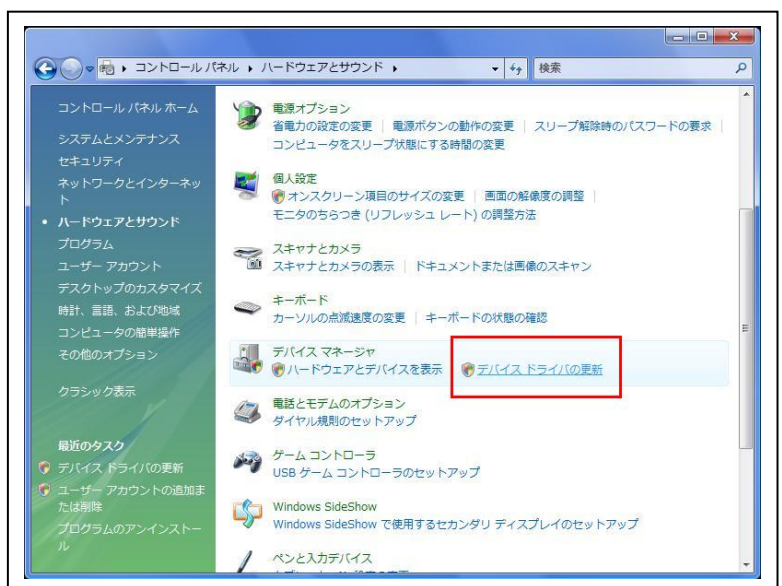 コントロール パネル ▸ ハードウェアとサウンド ▸
検索
コントロール パネル ホーム
システムとメンテナンス
セキュリティ
ネットワークとインターネッ
ト
• ハードウェアとサウンド
プログラム
ユーザー アカウント
デスクトップのカスタマイズ
時計、言語、および地域
コンピュータの簡単操作
その他のオプション
クラシック表示
最近のタスク
デバイス ドライバの更新
ユーザー アカウントの追加ま
たは削除
プログラムのアンインストー
ル
電源オプション
省電力の設定の変更 | 電源ボタンの動作の変更 | スリープ解除時のパスワードの要求 |
コンピュータをスリープ状態にする時間の変更
個人設定
オンスクリーン項目のサイズの変更 | 画面の解像度の調整 |
モニタのちらつき (リフレッシュ レート) の調整方法
スキャナとカメラ
スキャナとカメラの表示 | ドキュメントまたは画像のスキャン
キーボード
カーソルの点滅速度の変更 | キーボードの状態の確認
デバイス マネージャ
ハードウェアとデバイスを表示 デバイス ドライバの更新
電話とモデムのオプション
ダイヤル規則のセットアップ
ゲーム コントローラ
USB ゲーム コントローラのセットアップ
Windows SideShow
Windows SideShow で使用するセカンダリ ディスプレイのセットアップ
ペンと入力デバイス